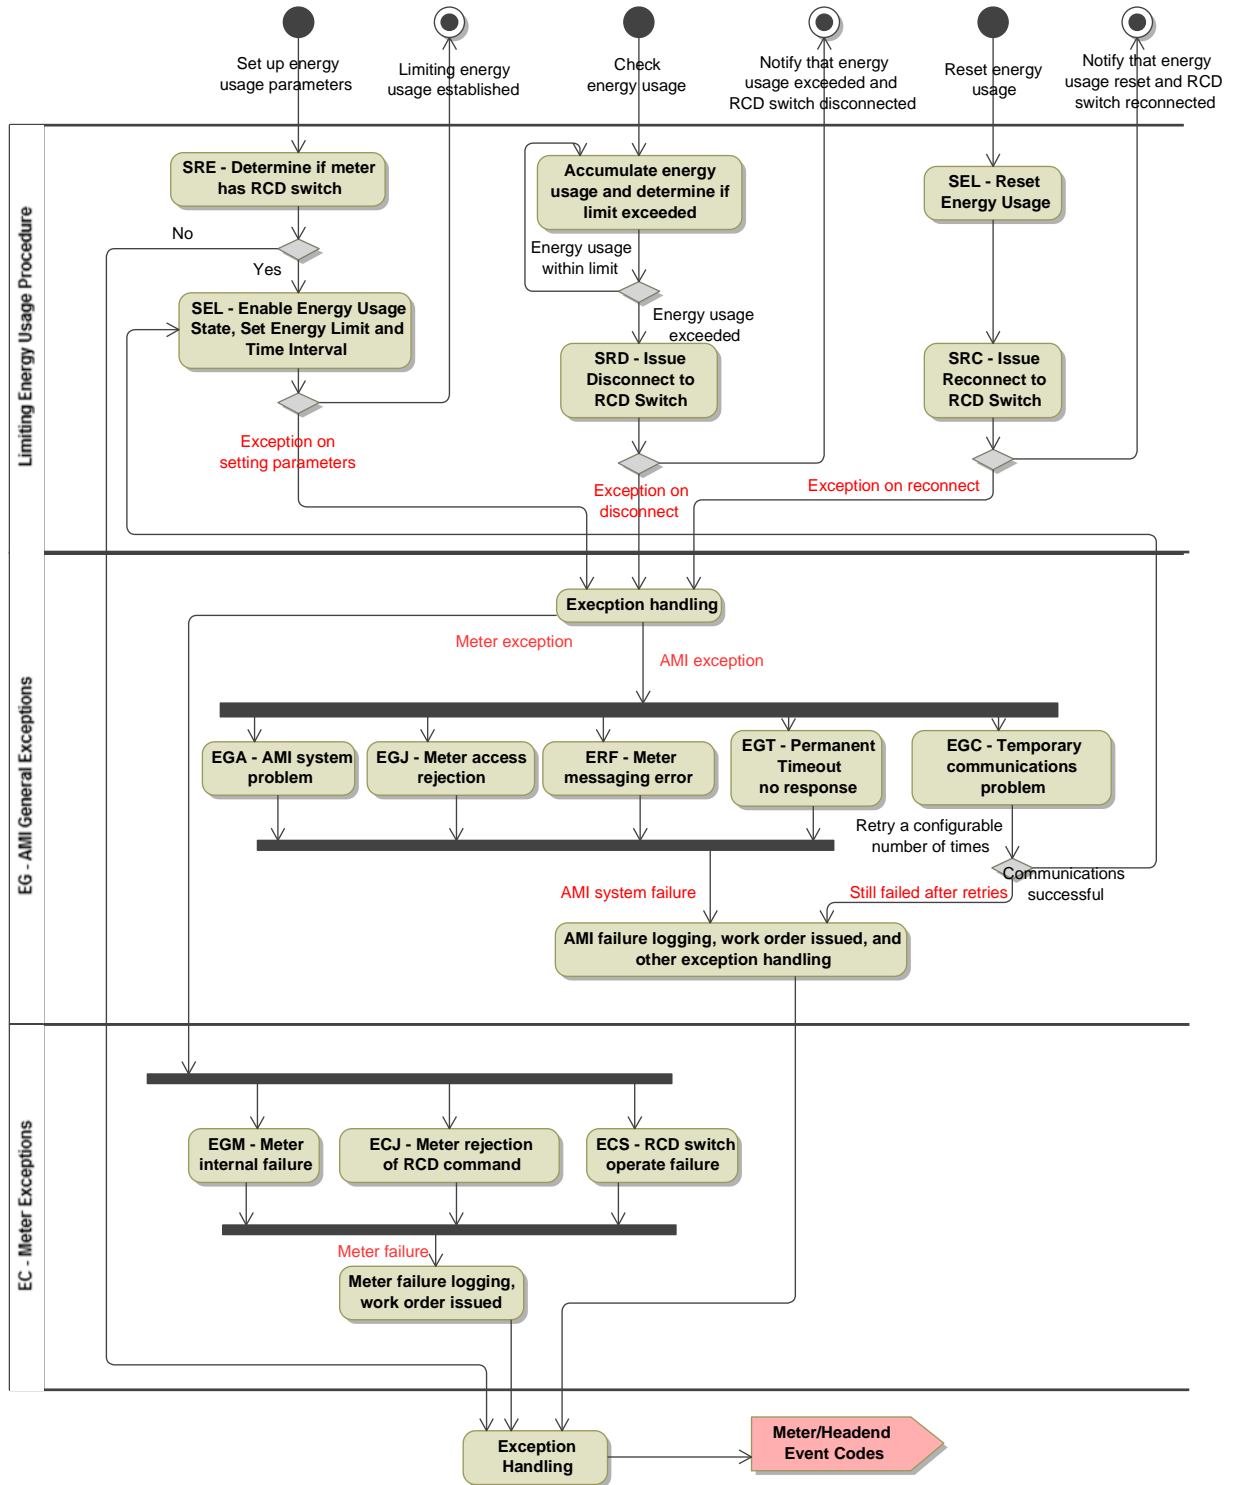 Set up energy
usage parameters
Limiting energy
usage established
Check
energy usage
Notify that energy
usage exceeded and
RCD switch disconnected
Reset energy
usage
Notify that energy
usage reset and RCD
switch reconnected
Limiting Energy Usage Procedure
SRE - Determine if meter
has RCD switch
No
Yes
SEL - Enable Energy Usage
State, Set Energy Limit and
Time Interval
Exception on
setting parameters
Accumulate energy
usage and determine if
limit exceeded
Energy usage
within limit
Energy usage
exceeded
SRD - Issue
Disconnect to
RCD Switch
Exception on
disconnect
SEL - Reset
Energy Usage
SRC - Issue
Reconnect to
RCD Switch
Exception on reconnect
EG - AMI General Exceptions
Execption handling
Meter exception
AMI exception
EGA - AMI system
problem
EGJ - Meter access
rejection
ERF - Meter
messaging error
EGT - Permanent
Timeout
no response
EGC - Temporary
communications
problem
Retry a configurable
number of times
Communications
successful
AMI system failure
Still failed after retries
AMI failure logging, work order issued, and
other exception handling
EC - Meter Exceptions
EGM - Meter
internal failure
ECJ - Meter rejection
of RCD command
ECS - RCD switch
operate failure
Meter failure
Meter failure logging,
work order issued
Exception
Handling
Meter/Headend
Event Codes